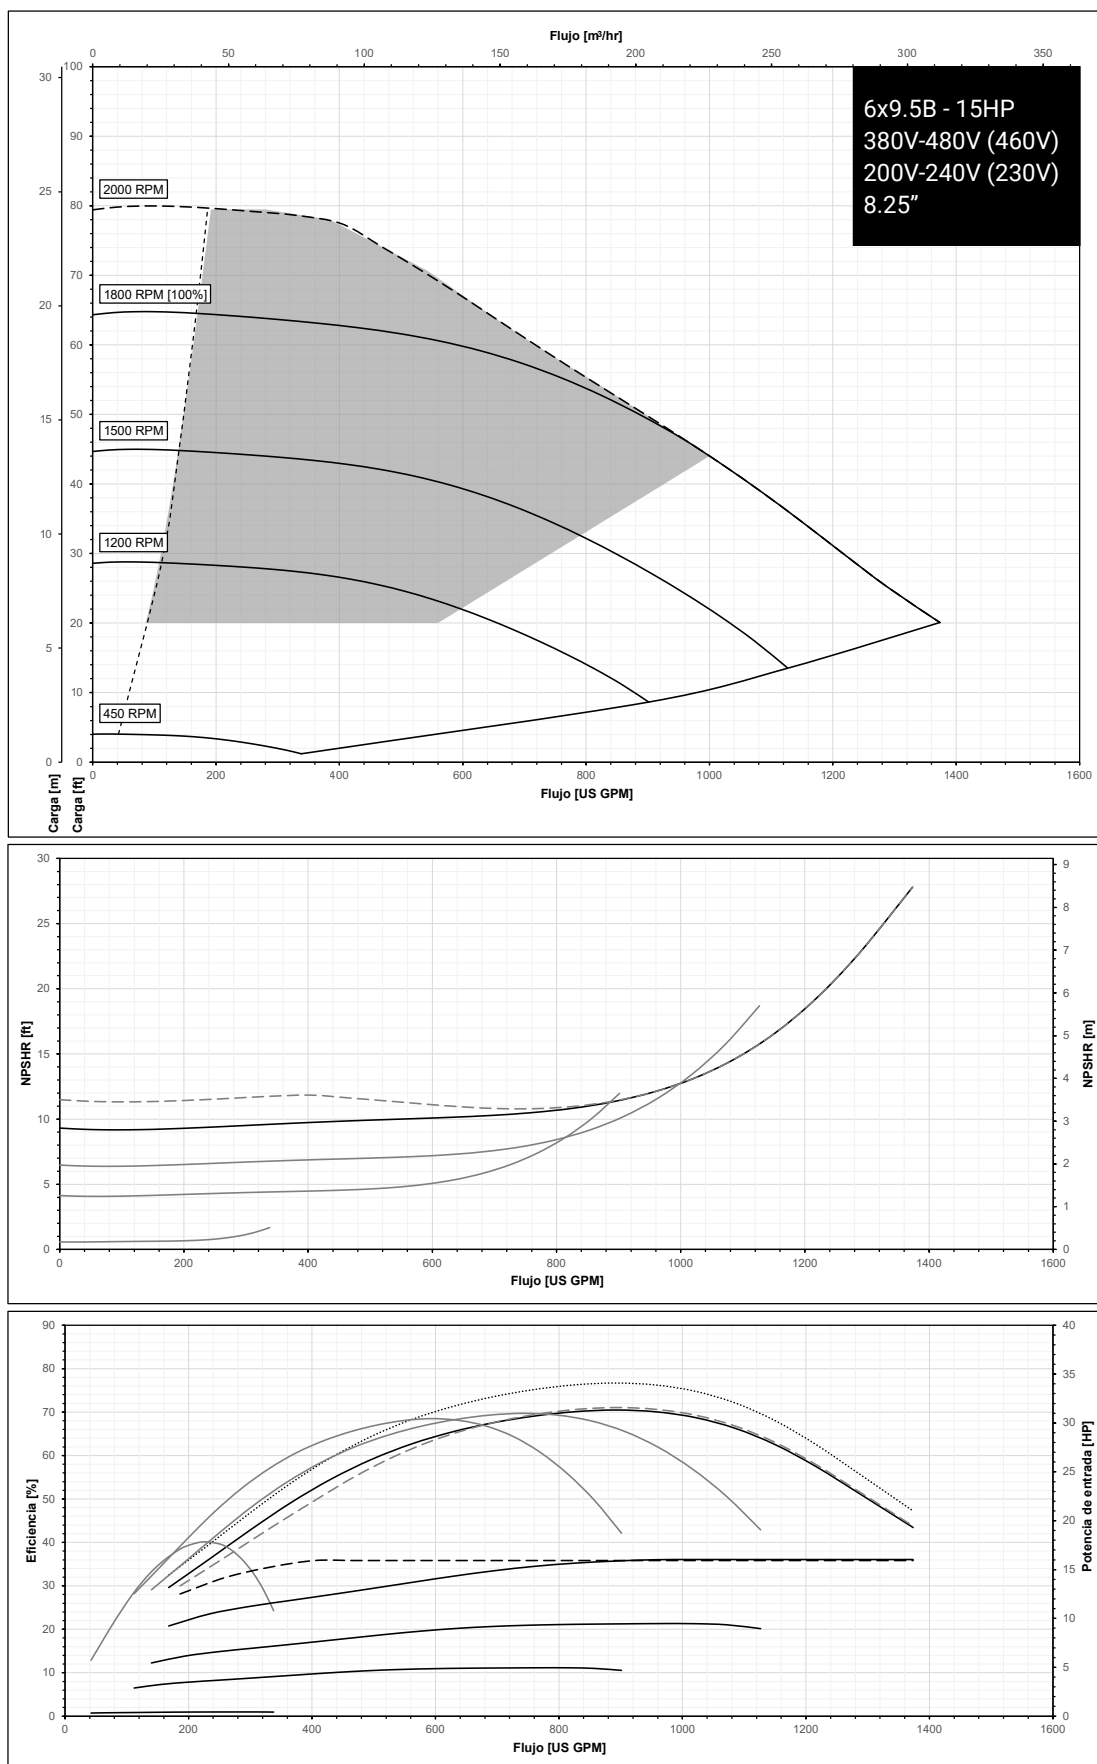 Flujo [m³/hr]
0 50 100 150 200 250 300 350
30 100
90
25 80
2000 RPM
70
20 1800 RPM [100%]
60
15 50
1500 RPM
40
10 30
1200 RPM
5 20
10
450 RPM
0 0
0 200 400 600 800 1000 1200 1400 1600
Flujo [US GPM]
Carga [m]
Carga [ft]
6x9.5B - 15HP
380V-480V (460V)
200V-240V (230V)
8.25”
30 9
25 8
7
20 6
15 5
4
10 3
5 2
1
0 0
NPSHR [ft]
NPSHR [m]
0 200 400 600 800 1000 1200 1400 1600
Flujo [US GPM]
90 40
80 35
70 30
60 25
50 20
40 15
30 10
20 5
10
0 0
Eficiencia [%]
Potencia de entrada [HP]
0 200 400 600 800 1000 1200 1400 1600
Flujo [US GPM]